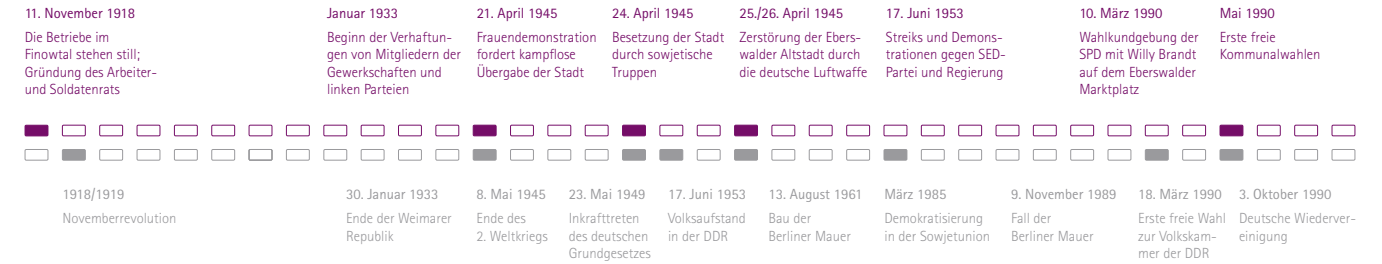 11. November 1918
Die Betriebe im
Finowtal stehen still;
Gründung des Arbeiter-
und Soldatenrats
Januar 1933
Beginn der Verhaftun-
gen von Mitgliedern der
Gewerkschaften und
linken Parteien
21. April 1945
Frauendemonstration
fordert kampflose
Übergabe der Stadt
24. April 1945
Besetzung der Stadt
durch sowjetische
Truppen
25./26. April 1945
Zerstörung der Ebers-
walder Altstadt durch
die deutsche Luftwaffe
17. Juni 1953
Streiks und Demons-
trationen gegen SED-
Partei und Regierung
10. März 1990
Wahlkundgebung der
SPD mit Willy Brandt
auf dem Eberswalder
Marktplatz
Mai 1990
Erste freie
Kommunalwahlen
1918/1919
Novemberrevolution
30. Januar 1933
Ende der Weimarer
Republik
8. Mai 1945
Ende des
2. Weltkriegs
23. Mai 1949
Inkrafttreten
des deutschen
Grundgesetzes
17. Juni 1953
Volksaufstand
in der DDR
13. August 1961
Bau der
Berliner Mauer
März 1985
Demokratisierung
in der Sowjetunion
9. November 1989
Fall der
Berliner Mauer
18. März 1990
Erste freie Wahl
zur Volkskam-
mer der DDR
3. Oktober 1990
Deutsche Wiederver-
einigung